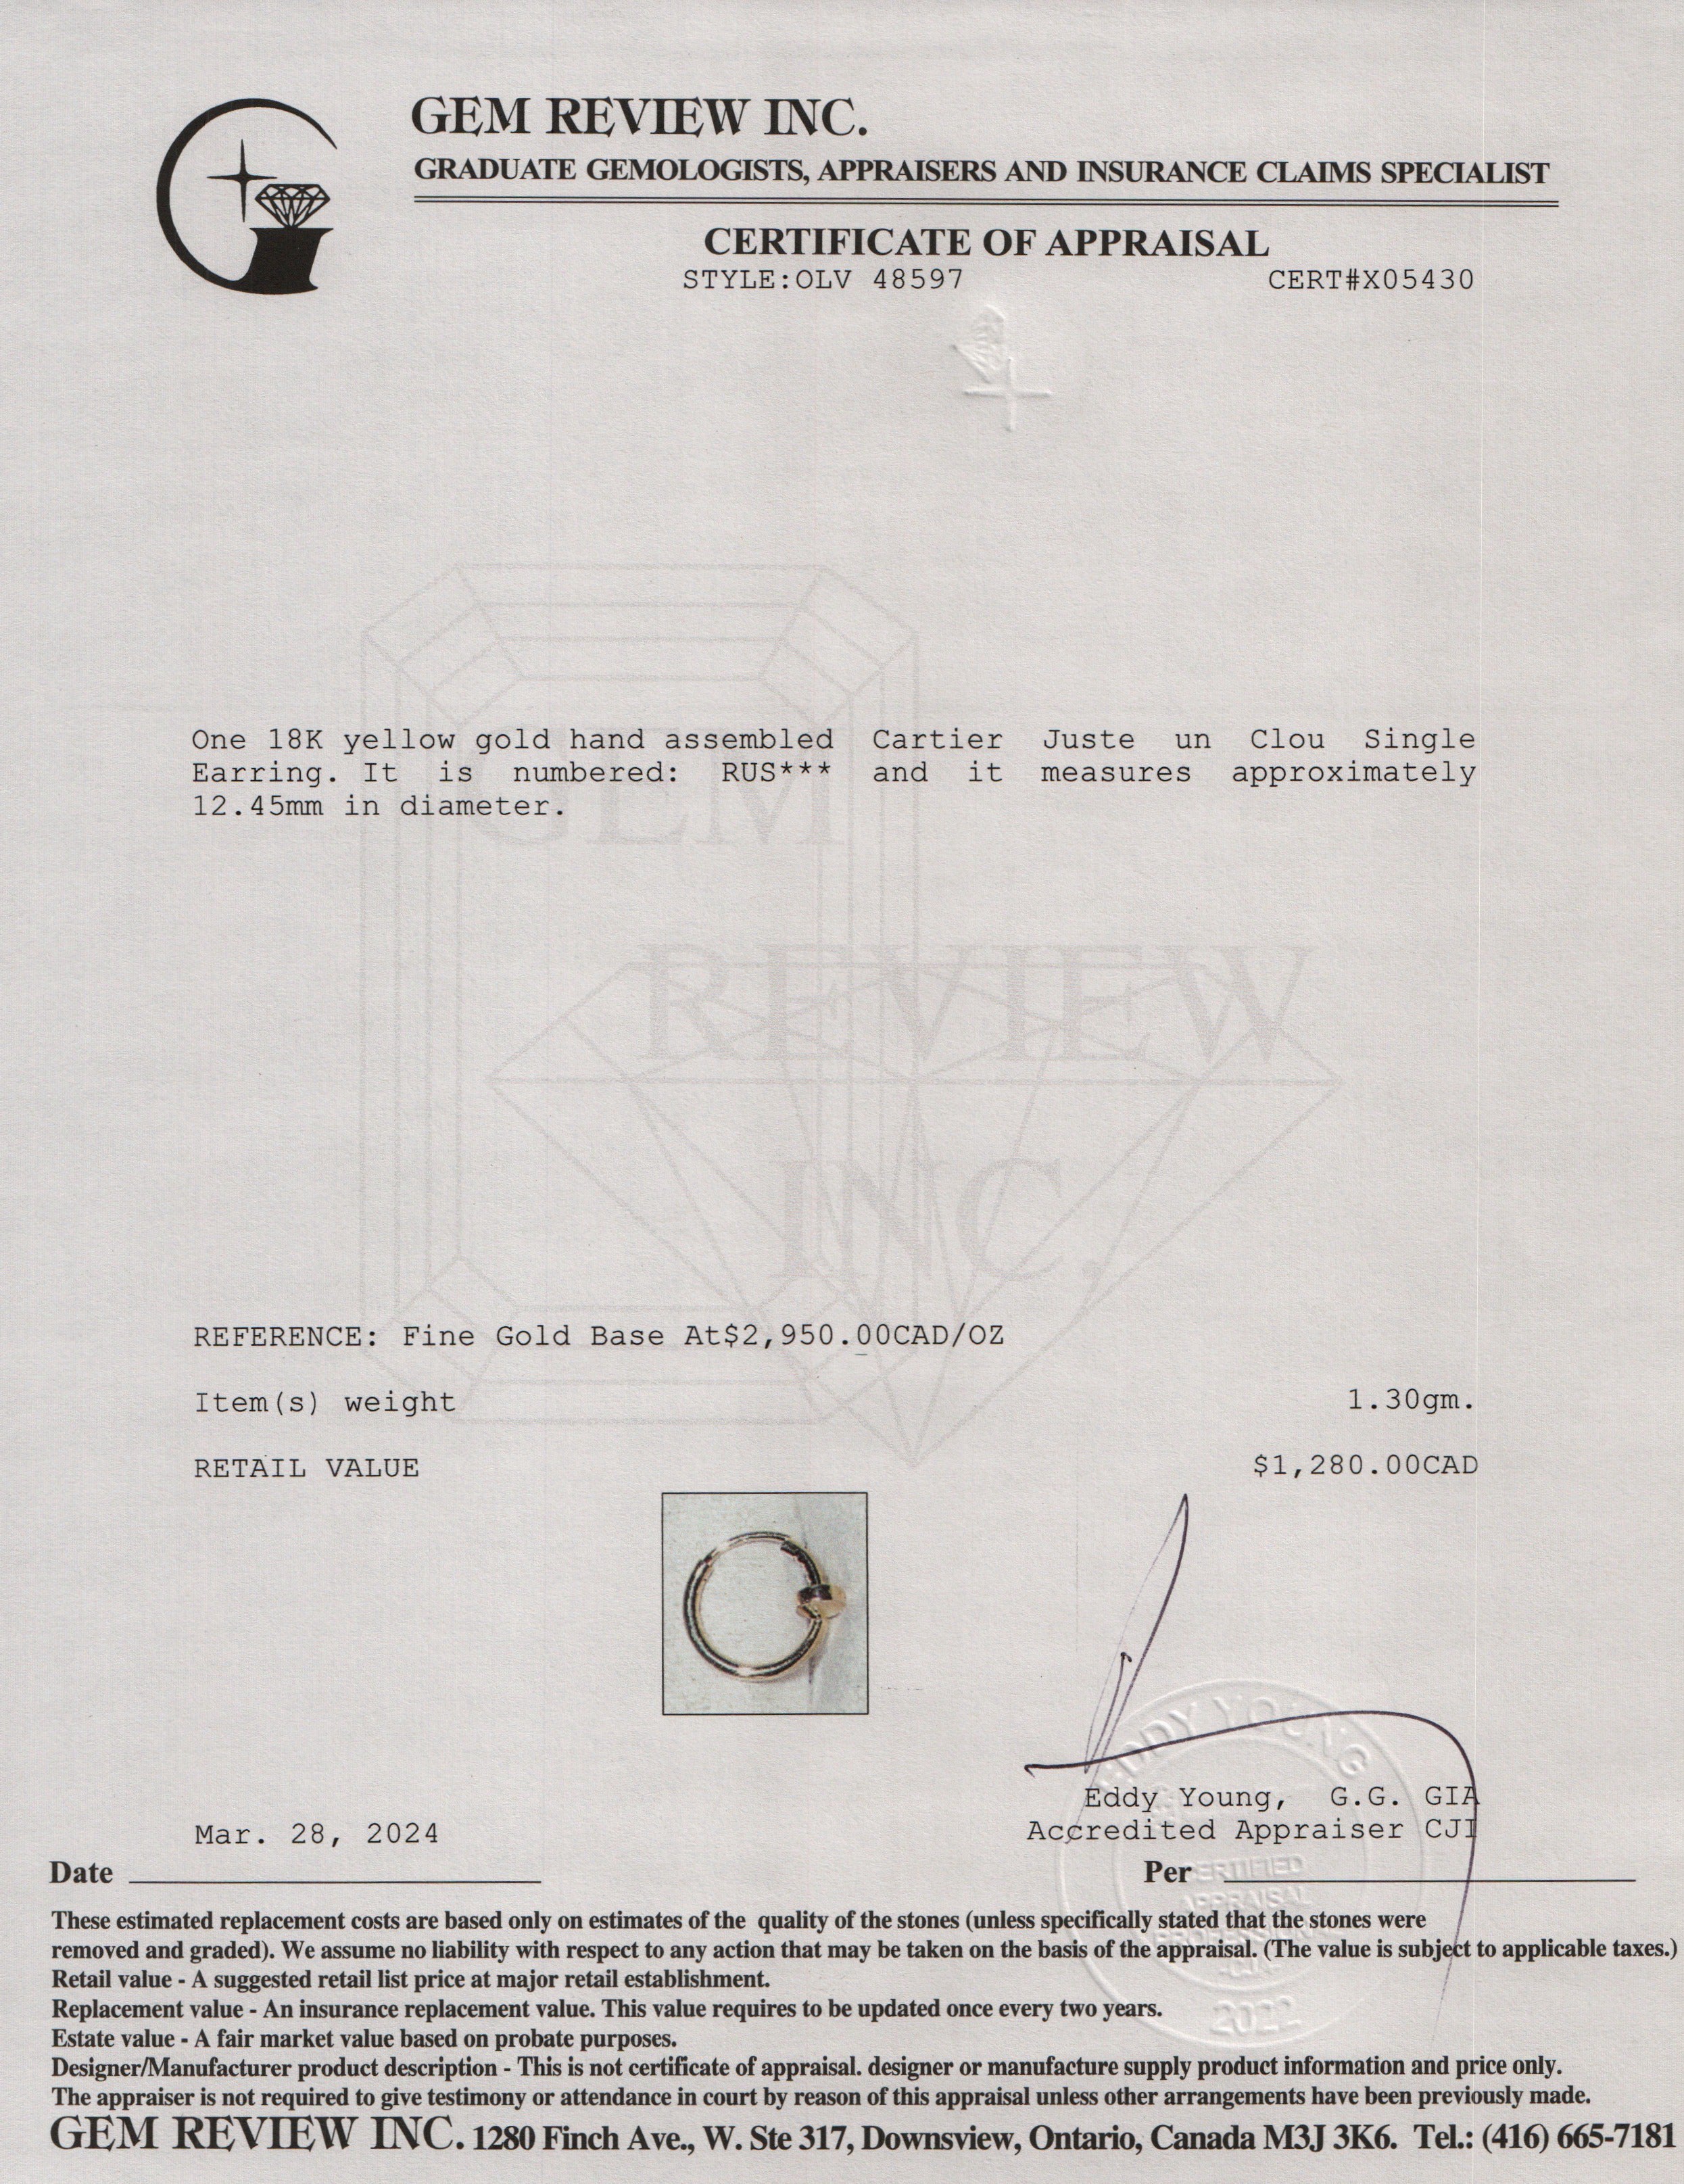 GEM REVIEW INC.
GRADUATE GEMOLOGISTS, APPRAISERS AND INSURANCE CLAIMS SPECIALIST
CERTIFICATE OF APPRAISAL
STYLE:OLV 48597 CERT#X05430
One 18K yellow gold hand assembled Cartier Juste un Clou Single
Earring. It is numbered: RUS*** and it measures approximately
12.45mm in diameter.
GEM
REVIEW
INC.
REFERENCE: Fine Gold Base At$2,950.00CAD/OZ
Item(s) weight 1.30gm.
RETAIL VALUE $1,280.00CAD
EDDY YOUNG
Eddy Young, G.G. GIA
Mar. 28, 2024 Accredited Appraiser CJI
Date Per
CERTIFIED
APPRAISAL
PROFESSIONAL
2022
These estimated replacement costs are based only on estimates of the quality of the stones (unless specifically stated that the stones were
removed and graded). We assume no liability with respect to any action that may be taken on the basis of the appraisal. (The value is subject to applicable taxes.)
Retail value - A suggested retail list price at major retail establishment.
Replacement value - An insurance replacement value. This value requires to be updated once every two years.
Estate value - A fair market value based on probate purposes.
Designer/Manufacturer product description - This is not certificate of appraisal. designer or manufacture supply product information and price only.
The appraiser is not required to give testimony or attendance in court by reason of this appraisal unless other arrangements have been previously made.
GEM REVIEW INC. 1280 Finch Ave., W. Ste 317, Downsview, Ontario, Canada M3J 3K6. Tel.: (416) 665-7181